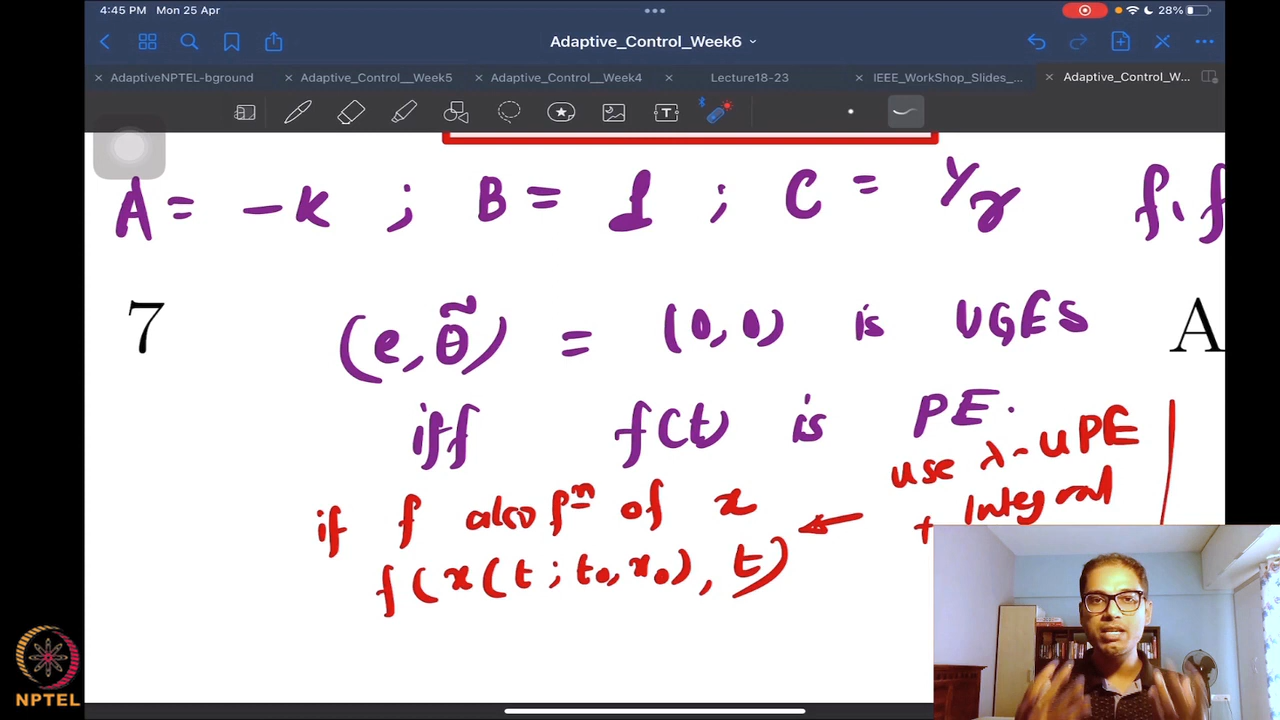 4:45 PM Mon 25 Apr
28%
Adaptive_Control_Week6
AdaptiveNPTEL-bground
Adaptive_Control__Week5
Adaptive_Control__Week4
Lecture18-23
IEEE_WorkShop_Slides_...
Adaptive_Control_W...
A = -k ; B = 1 ; C = 1/γ f, f
7 (e, θ̃) = (0,0) is UGES A
iff f(t) is PE.
use λ-UPE
+ Integral
if f also fⁿ of x
f(x(t; t₀, x₀), t)
NPTEL